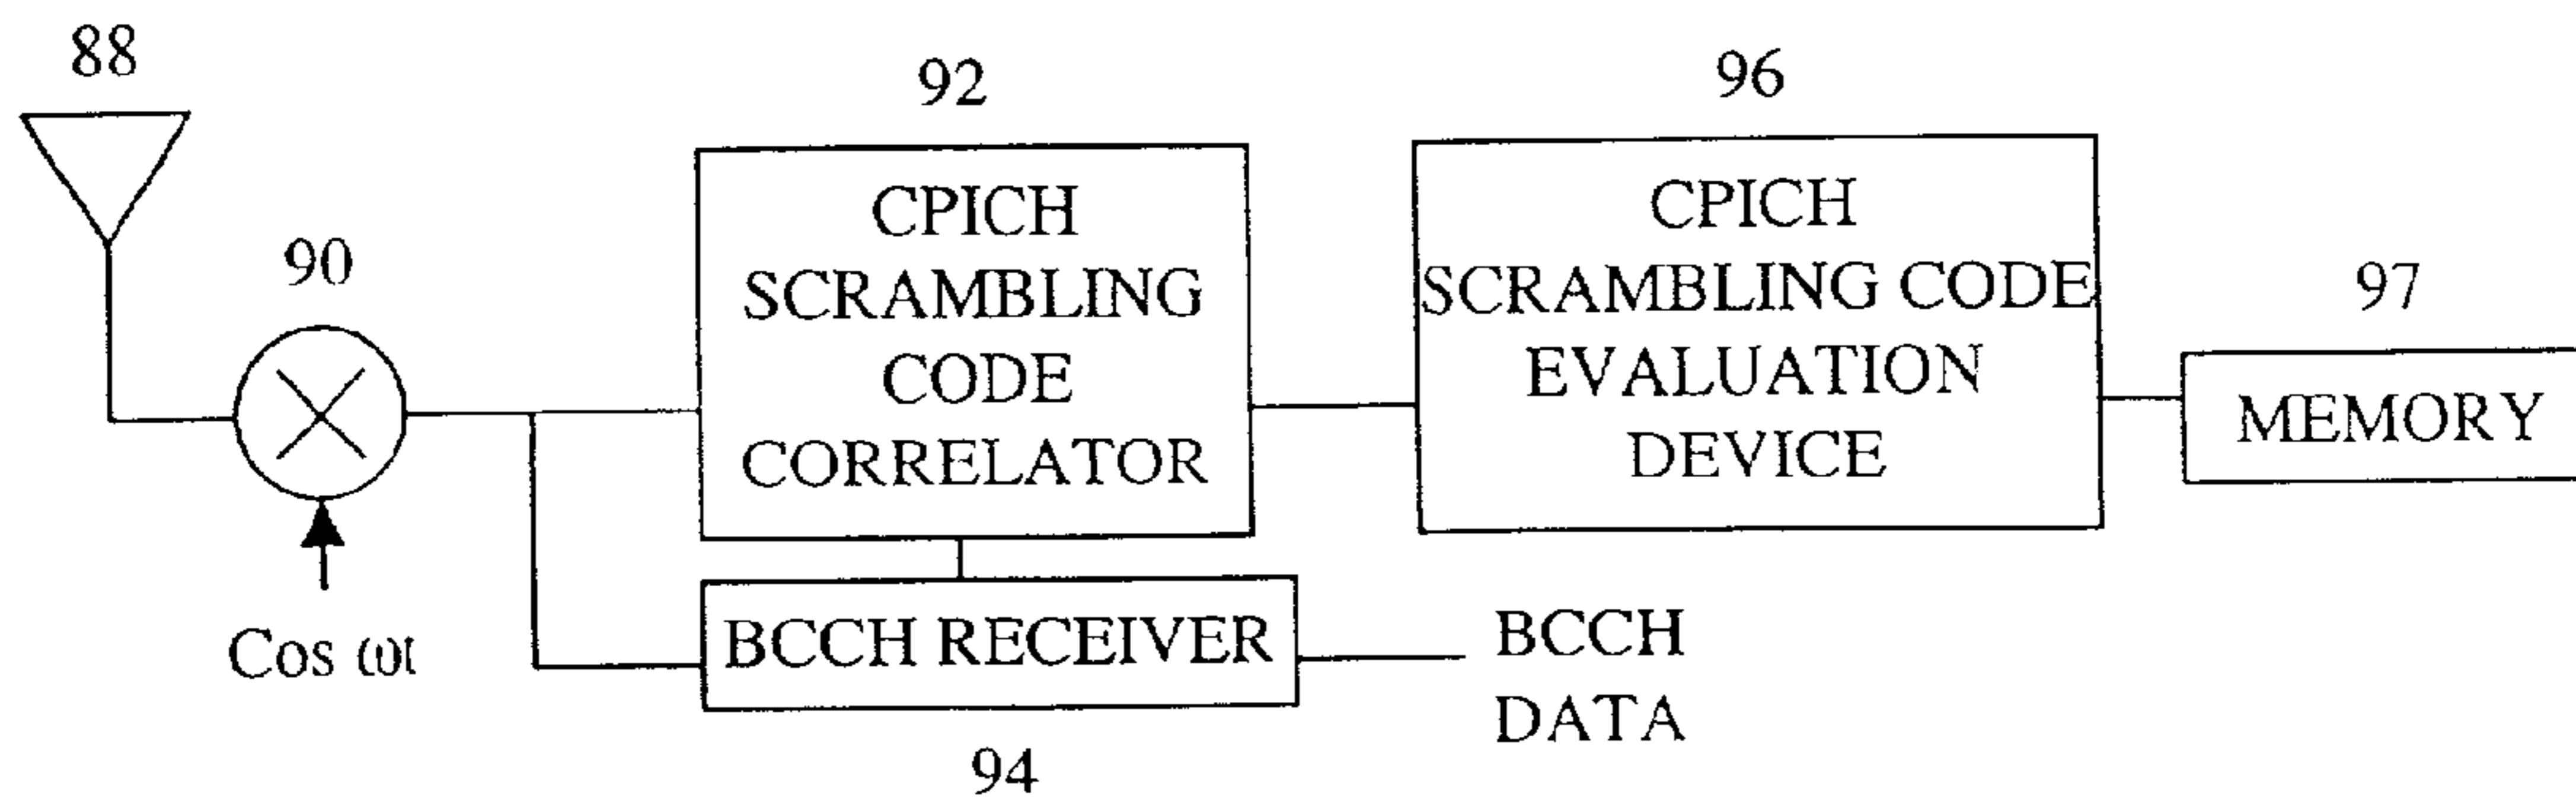 88
92
96
90
97
CPICH
SCRAMBLING
CODE
CORRELATOR
CPICH
SCRAMBLING CODE
EVALUATION
DEVICE
MEMORY
Cos ωt
BCCH RECEIVER
BCCH
DATA
94